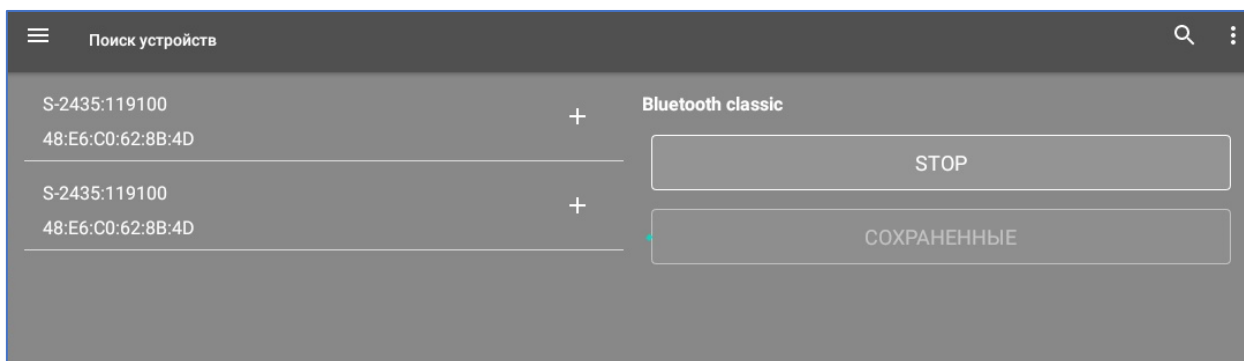 Поиск устройств
S-2435:119100
48:E6:C0:62:8B:4D
S-2435:119100
48:E6:C0:62:8B:4D
Bluetooth classic
STOP
СОХРАНЕННЫЕ